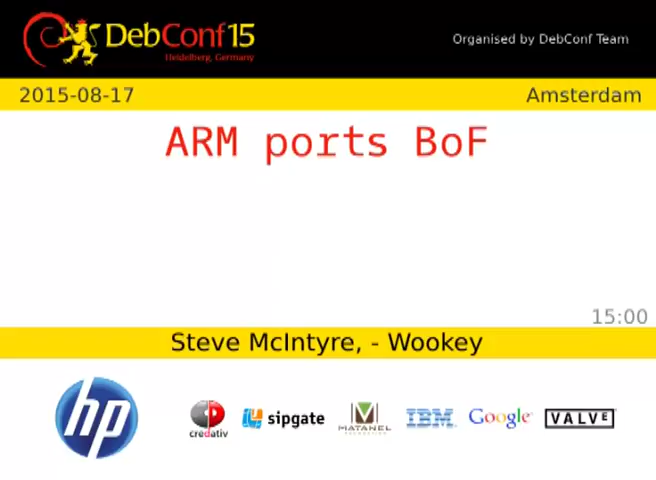 DebConf15
Heidelberg, Germany
Organised by DebConf Team
2015-08-17
Amsterdam
ARM ports BoF
15:00
Steve McIntyre, - Wookey
hp
credativ
sipgate
MATANEL
IBM
Google
VALVE